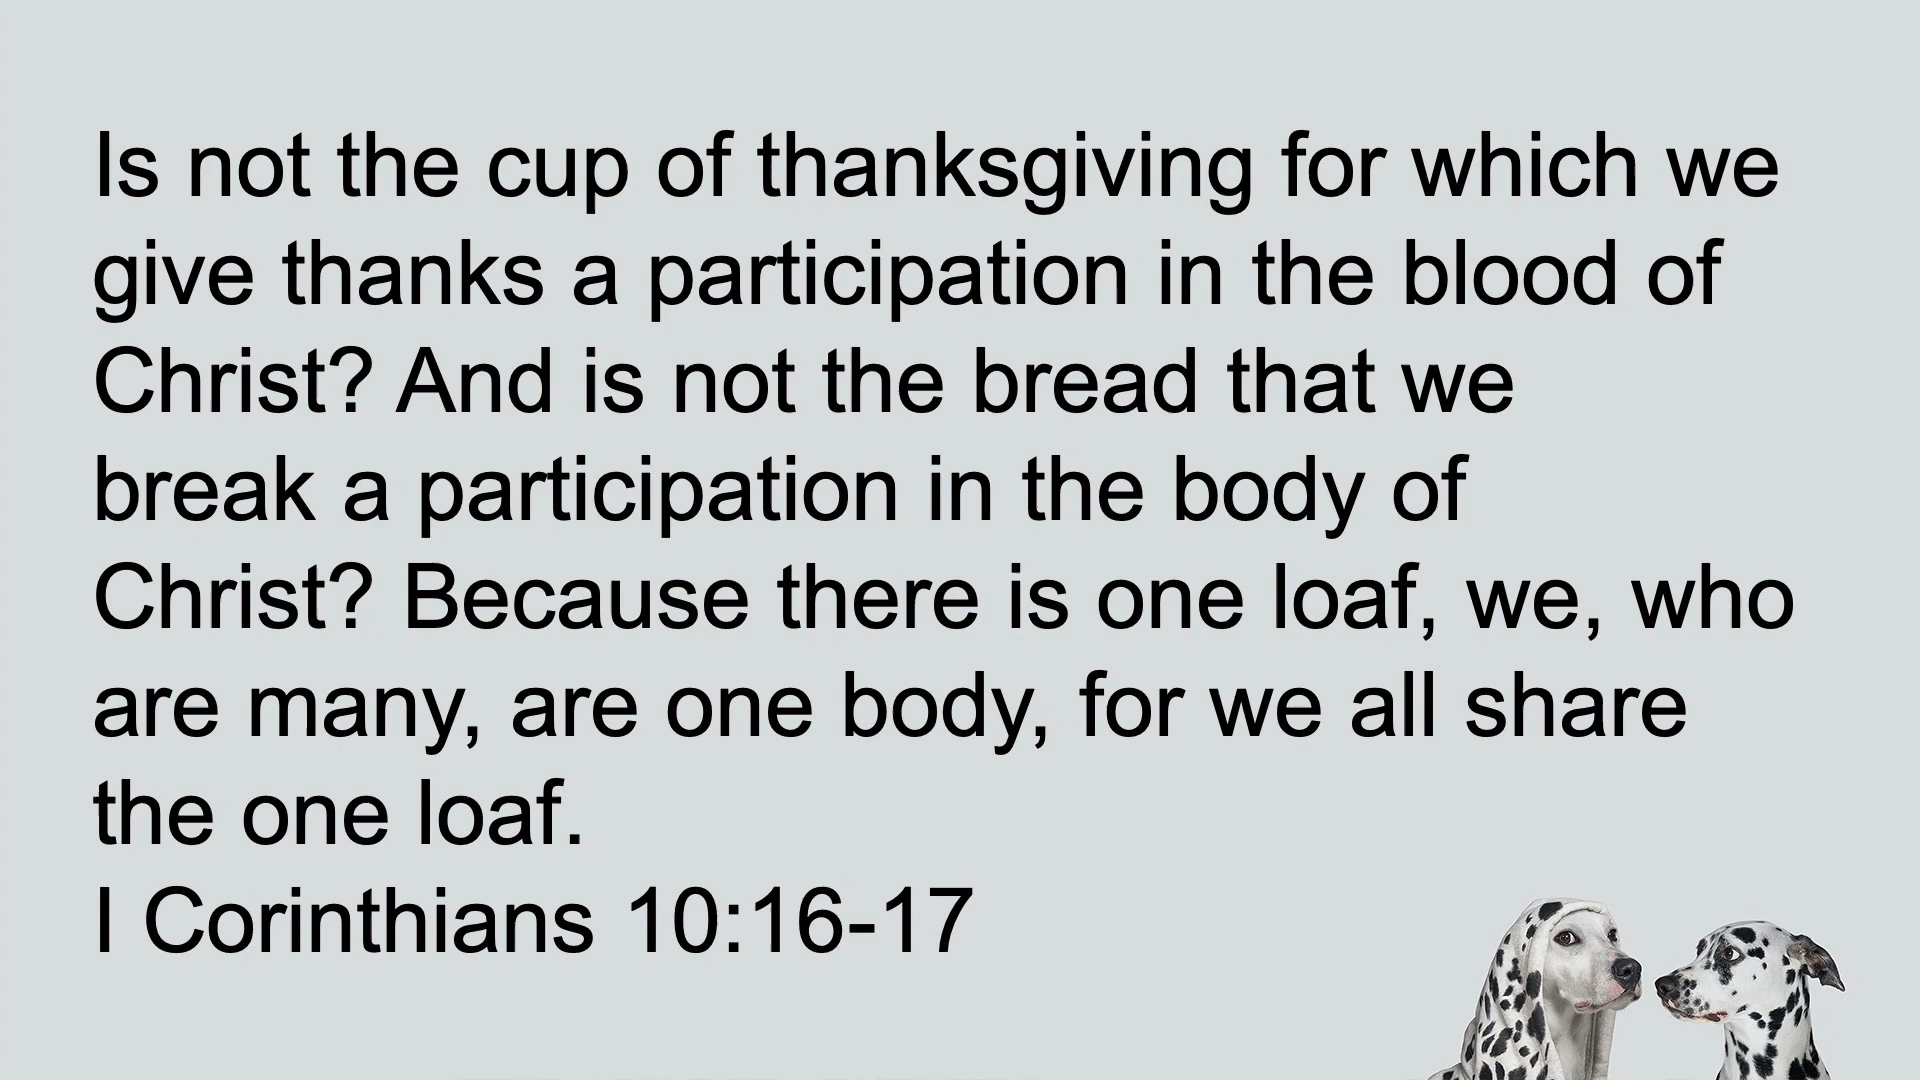 Is not the cup of thanksgiving for which we
give thanks a participation in the blood of
Christ? And is not the bread that we
break a participation in the body of
Christ? Because there is one loaf, we, who
are many, are one body, for we all share
the one loaf.
I Corinthians 10:16-17